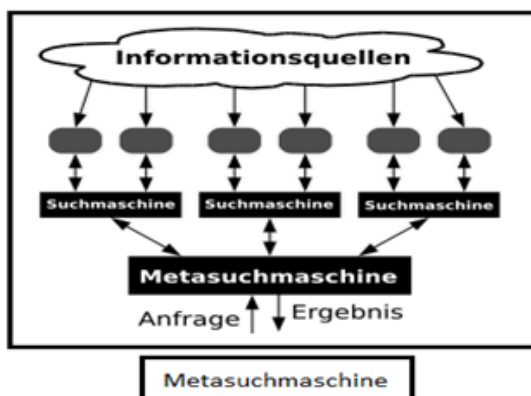 Informationsquellen
Suchmaschine Suchmaschine Suchmaschine
Metasuchmaschine
Anfrage Ergebnis
Metasuchmaschine